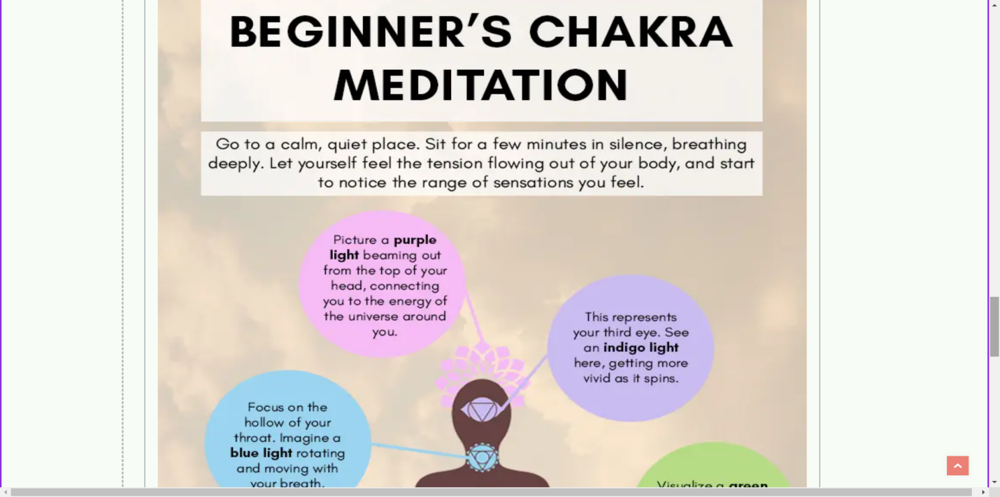 BEGINNER’S CHAKRA
MEDITATION
Go to a calm, quiet place. Sit for a few minutes in silence, breathing
deeply. Let yourself feel the tension flowing out of your body, and start
to notice the range of sensations you feel.
Picture a purple
light beaming out
from the top of your
head, connecting
you to the energy of
the universe around
you.
This represents
your third eye. See
an indigo light
here, getting more
vivid as it spins.
Focus on the
hollow of your
throat. Imagine a
blue light rotating
and moving with
your breath.
Visualize a green